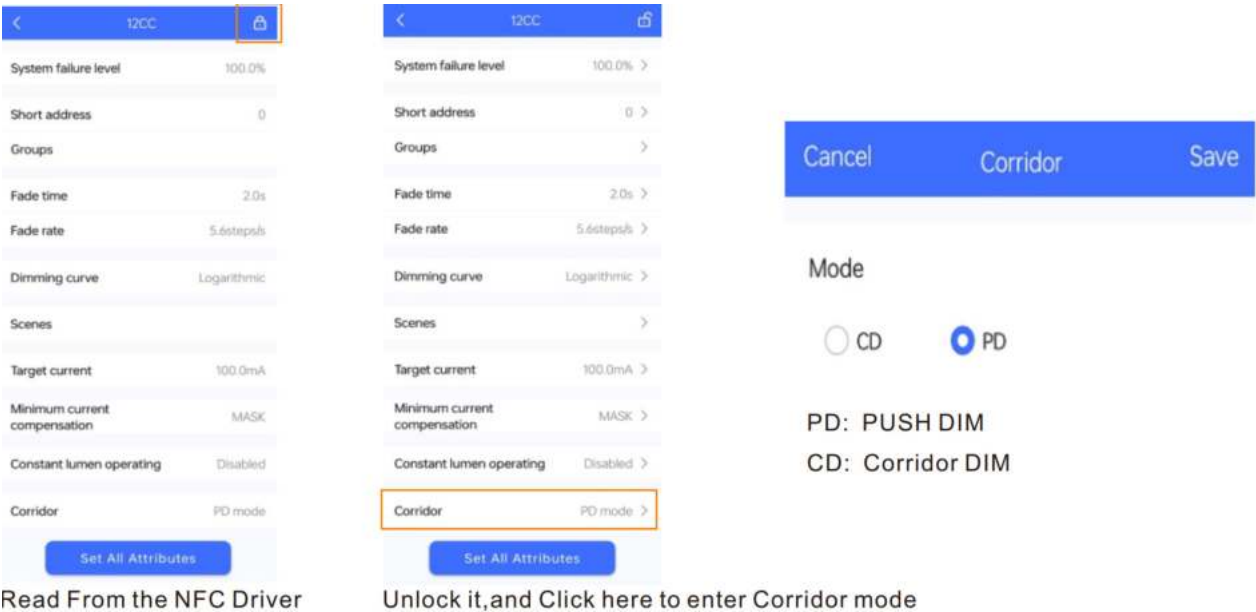 12CC
System failure level 100.0%
Short address 0
Groups
Fade time 2.0s
Fade rate 5.6steps/s
Dimming curve Logarithmic
Scenes
Target current 100.0mA
Minimum current
compensation MASK
Constant lumen operating Disabled
Corridor PD mode
Set All Attributes
Read From the NFC Driver
12CC
System failure level 100.0%
Short address 0
Groups
Fade time 2.0s
Fade rate 5.6steps/s
Dimming curve Logarithmic
Scenes
Target current 100.0mA
Minimum current
compensation MASK
Constant lumen operating Disabled
Corridor PD mode
Set All Attributes
Unlock it,and Click here to enter Corridor mode
Cancel Corridor Save
Mode
CD PD
PD: PUSH DIM
CD: Corridor DIM